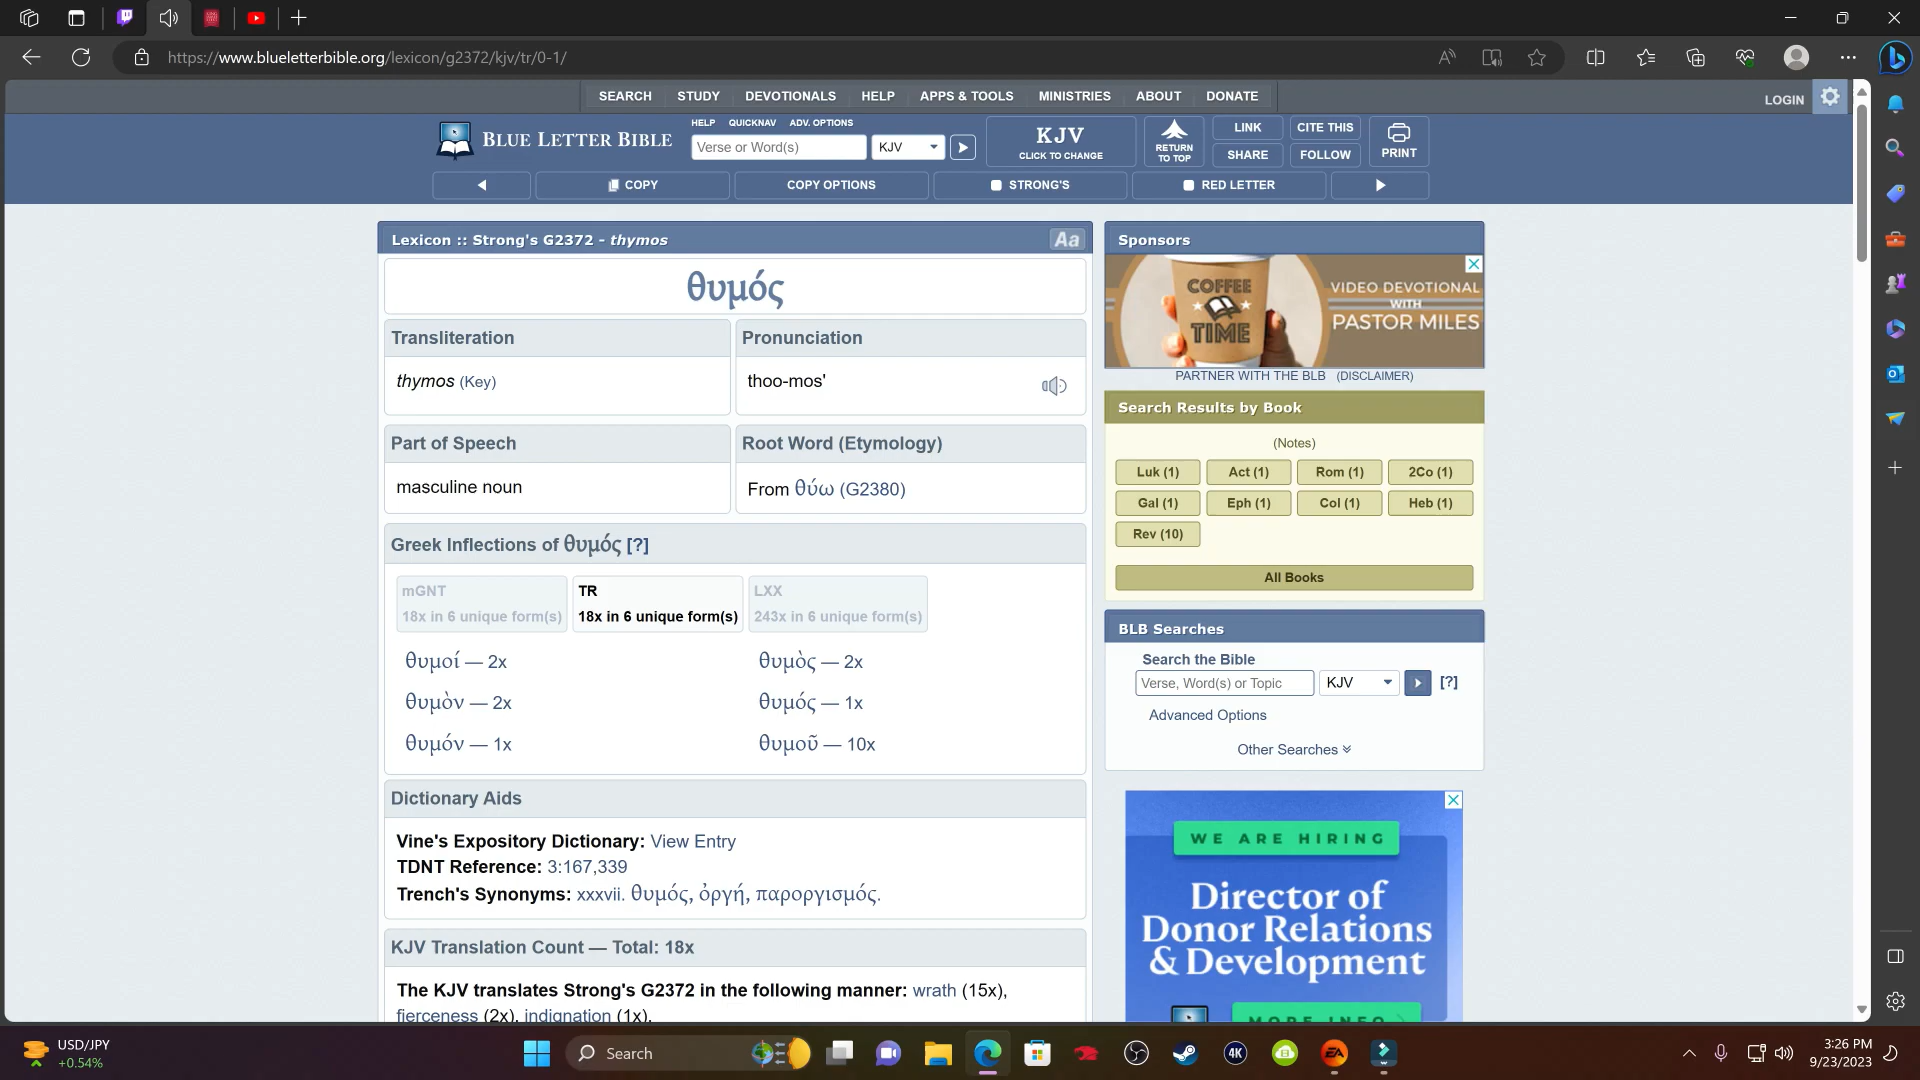 https://www.blueletterbible.org/lexicon/g2372/kjv/tr/0-1/
SEARCH STUDY DEVOTIONALS HELP APPS & TOOLS MINISTRIES ABOUT DONATE
LOGIN
BLUE LETTER BIBLE
HELP QUICKNAV ADV. OPTIONS
Verse or Word(s) KJV
KJV
CLICK TO CHANGE
RETURN
TO TOP
LINK CITE THIS
SHARE FOLLOW
PRINT
COPY COPY OPTIONS STRONG'S RED LETTER
Lexicon :: Strong's G2372 - thymos Aa
θυμός
Transliteration
thymos (Key)
Pronunciation
thoo-mos'
Part of Speech
masculine noun
Root Word (Etymology)
From θύω (G2380)
Greek Inflections of θυμός [?]
mGNT
18x in 6 unique form(s)
TR
18x in 6 unique form(s)
LXX
243x in 6 unique form(s)
θυμοί — 2x θυμὸς — 2x
θυμὸν — 2x θυμός — 1x
θυμόν — 1x θυμοῦ — 10x
Dictionary Aids
Vine's Expository Dictionary: View Entry
TDNT Reference: 3:167,339
Trench's Synonyms: xxxvii. θυμός, ὀργή, παροργισμός.
KJV Translation Count — Total: 18x
The KJV translates Strong's G2372 in the following manner: wrath (15x),
fierceness (2x), indignation (1x).
Sponsors
COFFEE
TIME
VIDEO DEVOTIONAL
WITH
PASTOR MILES
PARTNER WITH THE BLB (DISCLAIMER)
Search Results by Book
(Notes)
Luk (1) Act (1) Rom (1) 2Co (1)
Gal (1) Eph (1) Col (1) Heb (1)
Rev (10)
All Books
BLB Searches
Search the Bible
Verse, Word(s) or Topic KJV [?]
Advanced Options
Other Searches
WE ARE HIRING
Director of
Donor Relations
& Development
MORE INFO
USD/JPY
+0.54%
Search
4K
EA
3:26 PM
9/23/2023